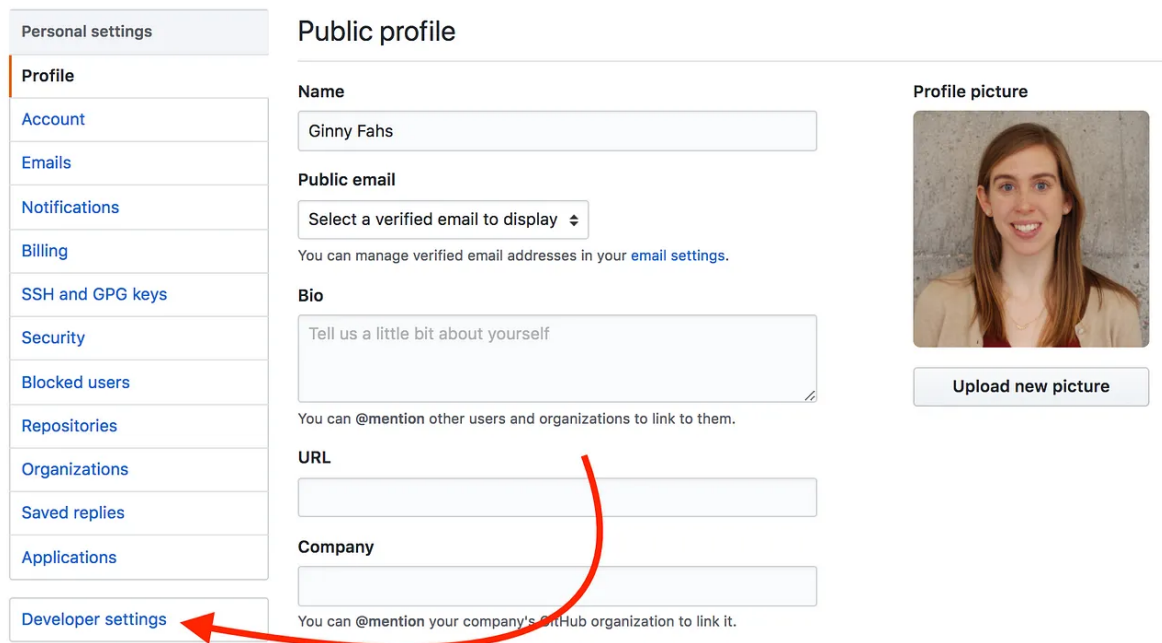 Personal settings
Profile
Account
Emails
Notifications
Billing
SSH and GPG keys
Security
Blocked users
Repositories
Organizations
Saved replies
Applications
Developer settings
Public profile
Name
Ginny Fahs
Public email
Select a verified email to display
You can manage verified email addresses in your email settings.
Bio
Tell us a little bit about yourself
You can @mention other users and organizations to link to them.
URL
Company
You can @mention your company's GitHub organization to link it.
Profile picture
Upload new picture